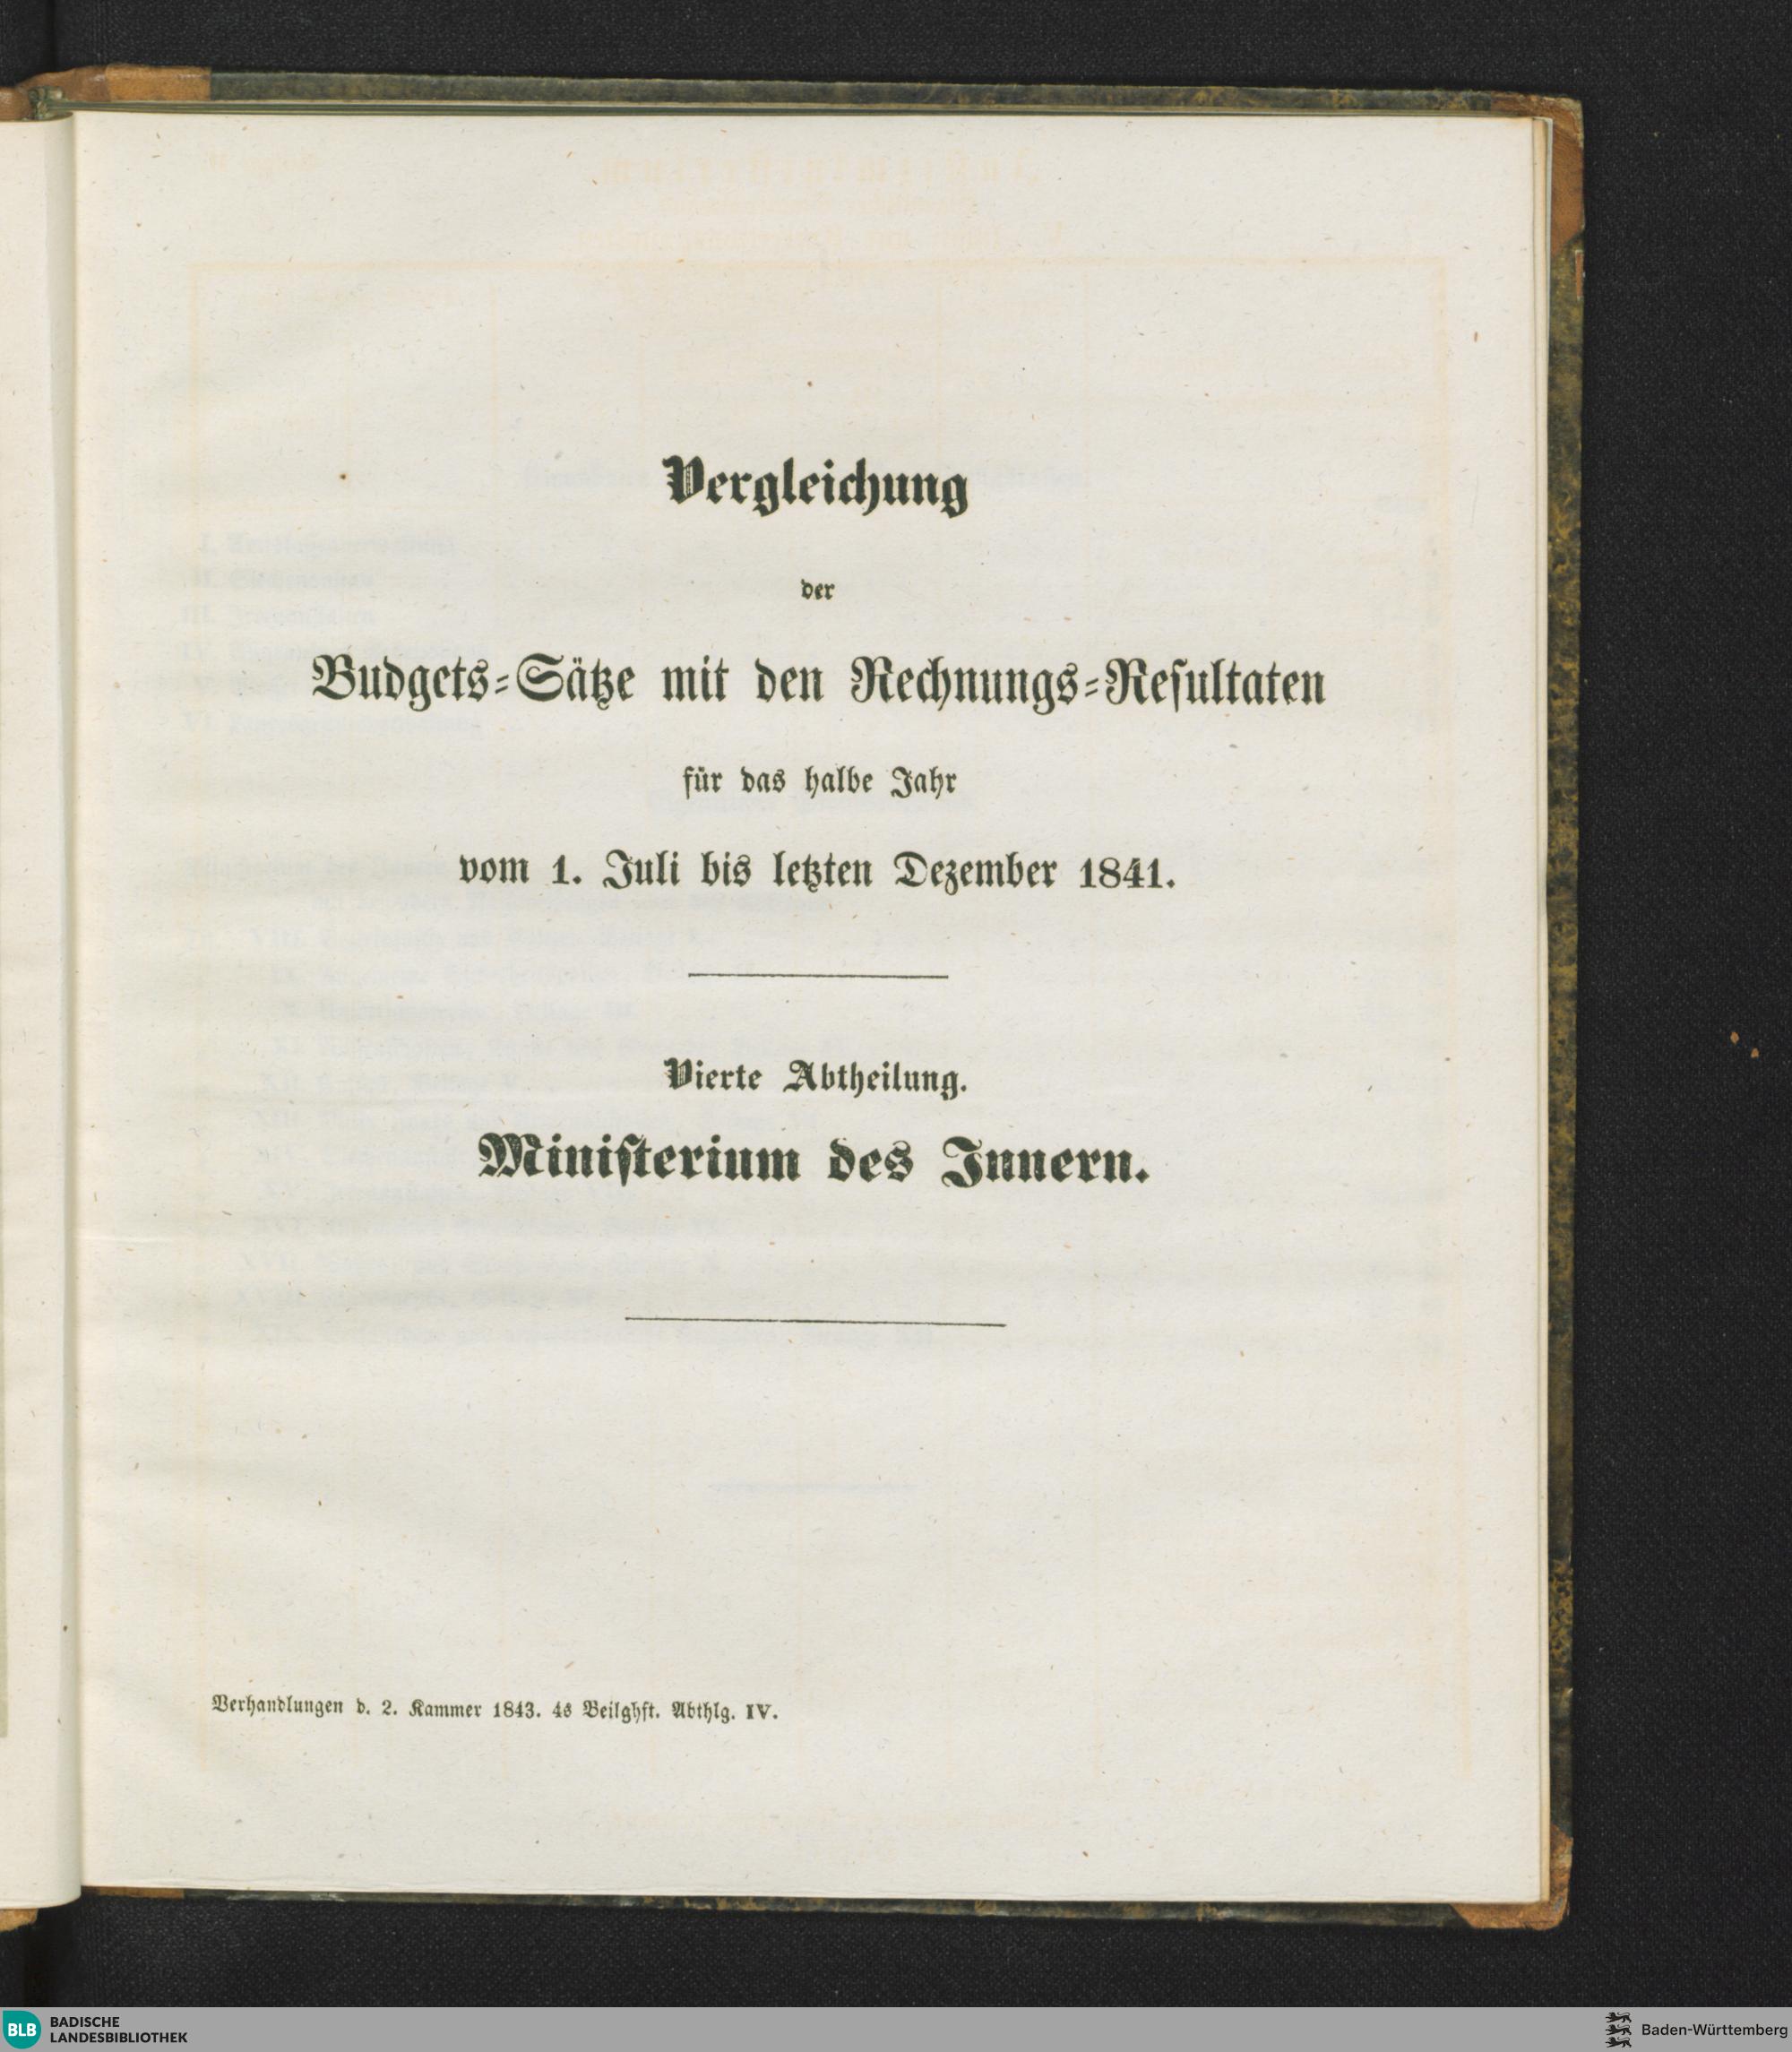 Vergleichung
der
Budgets-Sätze mit den Rechnungs-Resultaten
für das halbe Jahr
vom 1. Juli bis letzten Dezember 1841.
Vierte Abtheilung.
Ministerium des Innern.
Verhandlungen d. 2. Kammer 1843. 4s Beilghft. Abthlg. IV.
BLB BADISCHE
LANDESBIBLIOTHEK
Baden-Württemberg